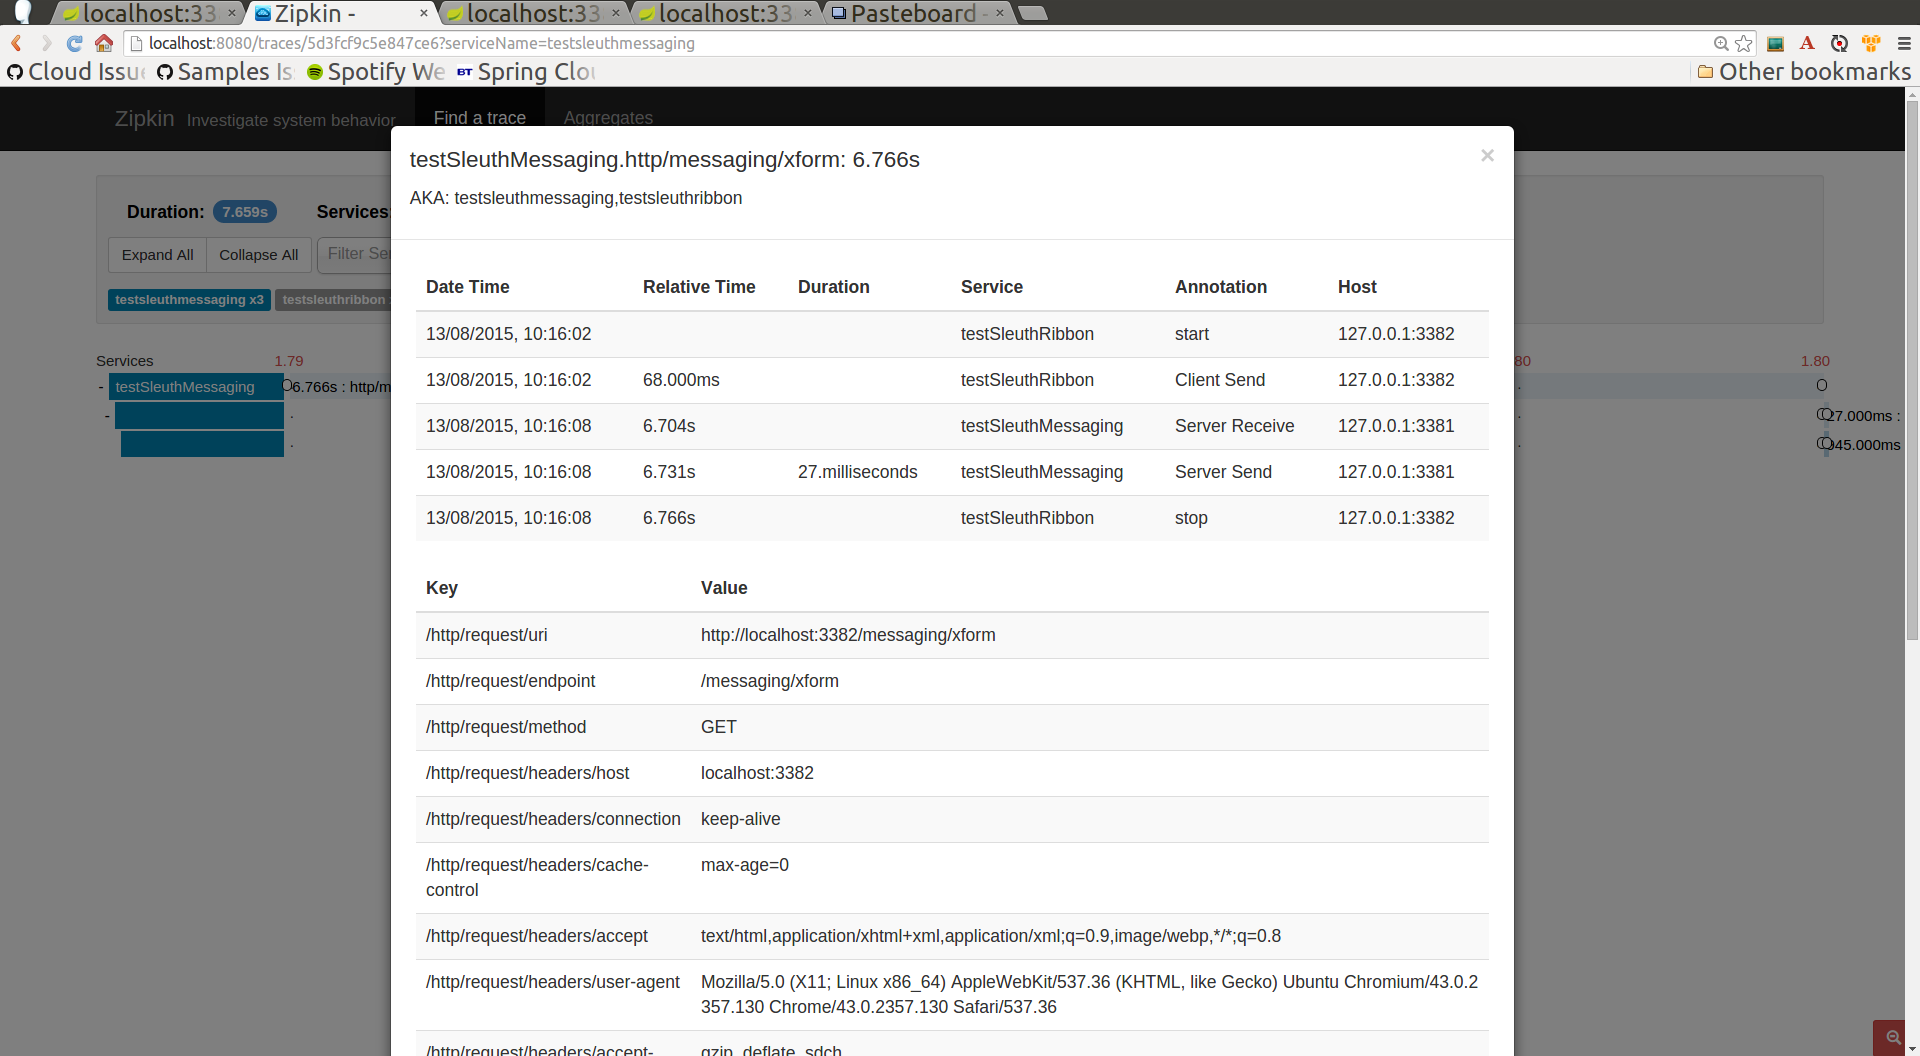 localhost:33
Zipkin -
localhost:33
localhost:33
Pasteboard -
localhost:8080/traces/5d3fcf9c5e847ce6?serviceName=testsleuthmessaging
Cloud Issue
Samples Is
Spotify We
BT Spring Clou
Other bookmarks
Zipkin Investigate system behavior Find a trace Aggregates
testSleuthMessaging.http/messaging/xform: 6.766s ×
AKA: testsleuthmessaging,testsleuthribbon
Duration: 7.659s Services:
Expand All Collapse All Filter Se
testsleuthmessaging x3 testsleuthribbon
Services 1.79 80 1.80
- testSleuthMessaging 6.766s : http/m
- 27.000ms :
945.000ms
Date Time Relative Time Duration Service Annotation Host
13/08/2015, 10:16:02 testSleuthRibbon start 127.0.0.1:3382
13/08/2015, 10:16:02 68.000ms testSleuthRibbon Client Send 127.0.0.1:3382
13/08/2015, 10:16:08 6.704s testSleuthMessaging Server Receive 127.0.0.1:3381
13/08/2015, 10:16:08 6.731s 27.milliseconds testSleuthMessaging Server Send 127.0.0.1:3381
13/08/2015, 10:16:08 6.766s testSleuthRibbon stop 127.0.0.1:3382
Key Value
/http/request/uri http://localhost:3382/messaging/xform
/http/request/endpoint /messaging/xform
/http/request/method GET
/http/request/headers/host localhost:3382
/http/request/headers/connection keep-alive
/http/request/headers/cache- max-age=0
control
/http/request/headers/accept text/html,application/xhtml+xml,application/xml;q=0.9,image/webp,*/*;q=0.8
/http/request/headers/user-agent Mozilla/5.0 (X11; Linux x86_64) AppleWebKit/537.36 (KHTML, like Gecko) Ubuntu Chromium/43.0.2
357.130 Chrome/43.0.2357.130 Safari/537.36
/http/request/headers/accept- gzip, deflate, sdch